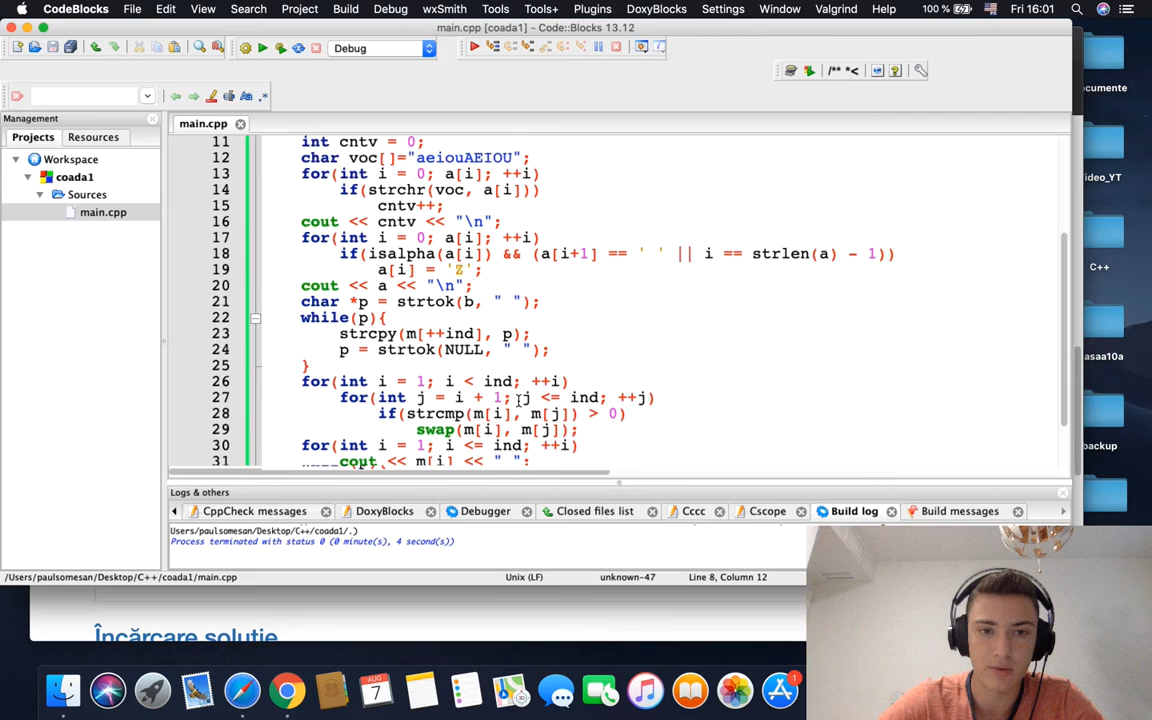 CodeBlocks File Edit View Search Project Build Debug wxSmith Tools Tools+ Plugins DoxyBlocks Settings Window Valgrind Help 100 % Fri 16:01
main.cpp [coada1] - Code::Blocks 13.12
Debug
/** *<
Management
Projects Resources
Workspace
coada1
Sources
main.cpp
main.cpp
11 int cntv = 0;
12 char voc[]="aeiouAEIOU";
13 for(int i = 0; a[i]; ++i)
14 if(strchr(voc, a[i]))
15 cntv++;
16 cout << cntv << "\n";
17 for(int i = 0; a[i]; ++i)
18 if(isalpha(a[i]) && (a[i+1] == ' ' || i == strlen(a) - 1))
19 a[i] = 'Z';
20 cout << a << "\n";
21 char *p = strtok(b, " ");
22 while(p){
23 strcpy(m[++ind], p);
24 p = strtok(NULL, " ");
25 }
26 for(int i = 1; i < ind; ++i)
27 for(int j = i + 1; j <= ind; ++j)
28 if(strcmp(m[i], m[j]) > 0)
29 swap(m[i], m[j]);
30 for(int i = 1; i <= ind; ++i)
31 cout << m[i] << " ";
Logs & others
CppCheck messages DoxyBlocks Debugger Closed files list Cccc Cscope Build log Build messages
Users/paulsomesan/Desktop/C++/coada1/.)
Process terminated with status 0 (0 minute(s), 4 second(s))
/Users/paulsomesan/Desktop/C++/coada1/main.cpp Unix (LF) unknown-47 Line 8, Column 12
Încărcare soluție
ocumente
Video_YT
C++
asaa10a
backup
AUG
7
1